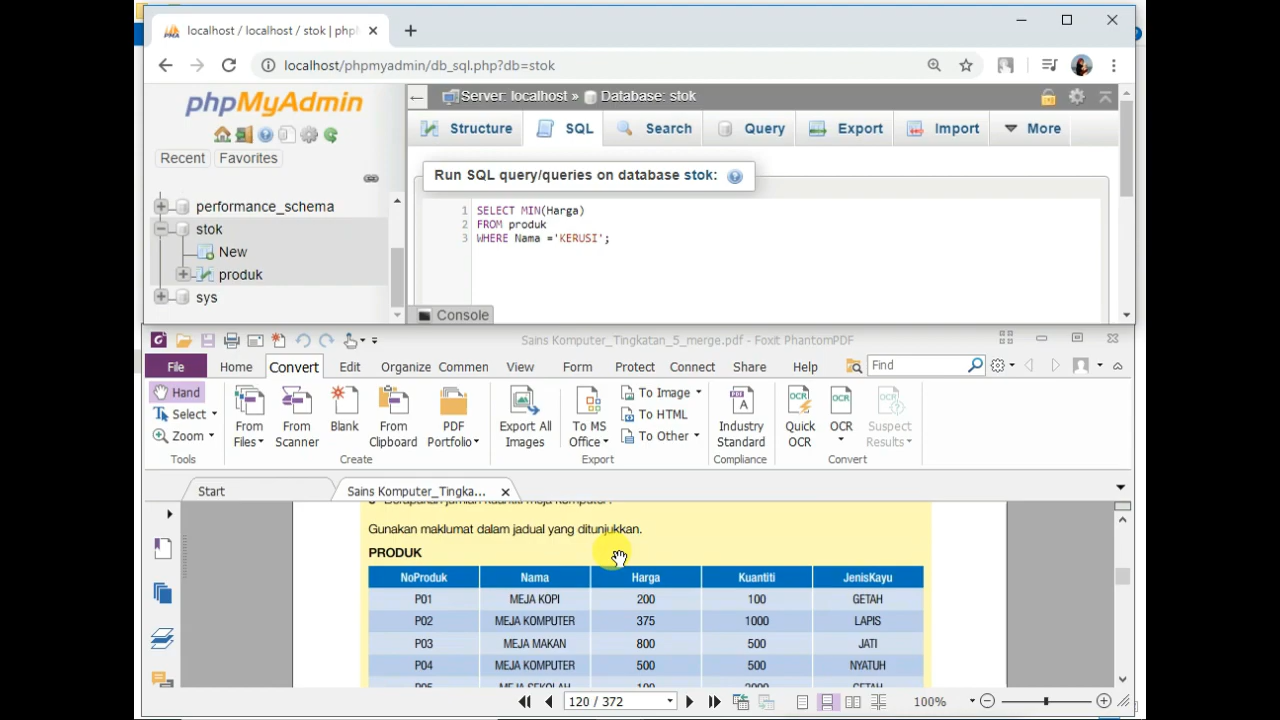 localhost / localhost / stok | php
localhost/phpmyadmin/db_sql.php?db=stok
phpMyAdmin
Recent
Favorites
performance_schema
stok
New
produk
sys
Server: localhost » Database: stok
Structure
SQL
Search
Query
Export
Import
More
Run SQL query/queries on database stok:
1 SELECT MIN(Harga)
2 FROM produk
3 WHERE Nama ='KERUSI';
Console
Sains Komputer_Tingkatan_5_merge.pdf - Foxit PhantomPDF
File Home Convert Edit Organize Commen View Form Protect Connect Share Help Find
Hand
Select
Zoom
Tools
From Files
From Scanner
Blank
From Clipboard
PDF Portfolio
Create
Export All Images
To MS Office
To Image
To HTML
To Other
Export
Industry Standard
Compliance
Quick OCR
OCR
Suspect Results
Convert
Start
Sains Komputer_Tingka...
Gunakan maklumat dalam jadual yang ditunjukkan.
PRODUK
NoProduk Nama Harga Kuantiti JenisKayu
P01 MEJA KOPI 200 100 GETAH
P02 MEJA KOMPUTER 375 1000 LAPIS
P03 MEJA MAKAN 800 500 JATI
P04 MEJA KOMPUTER 500 500 NYATUH
120 / 372
100%